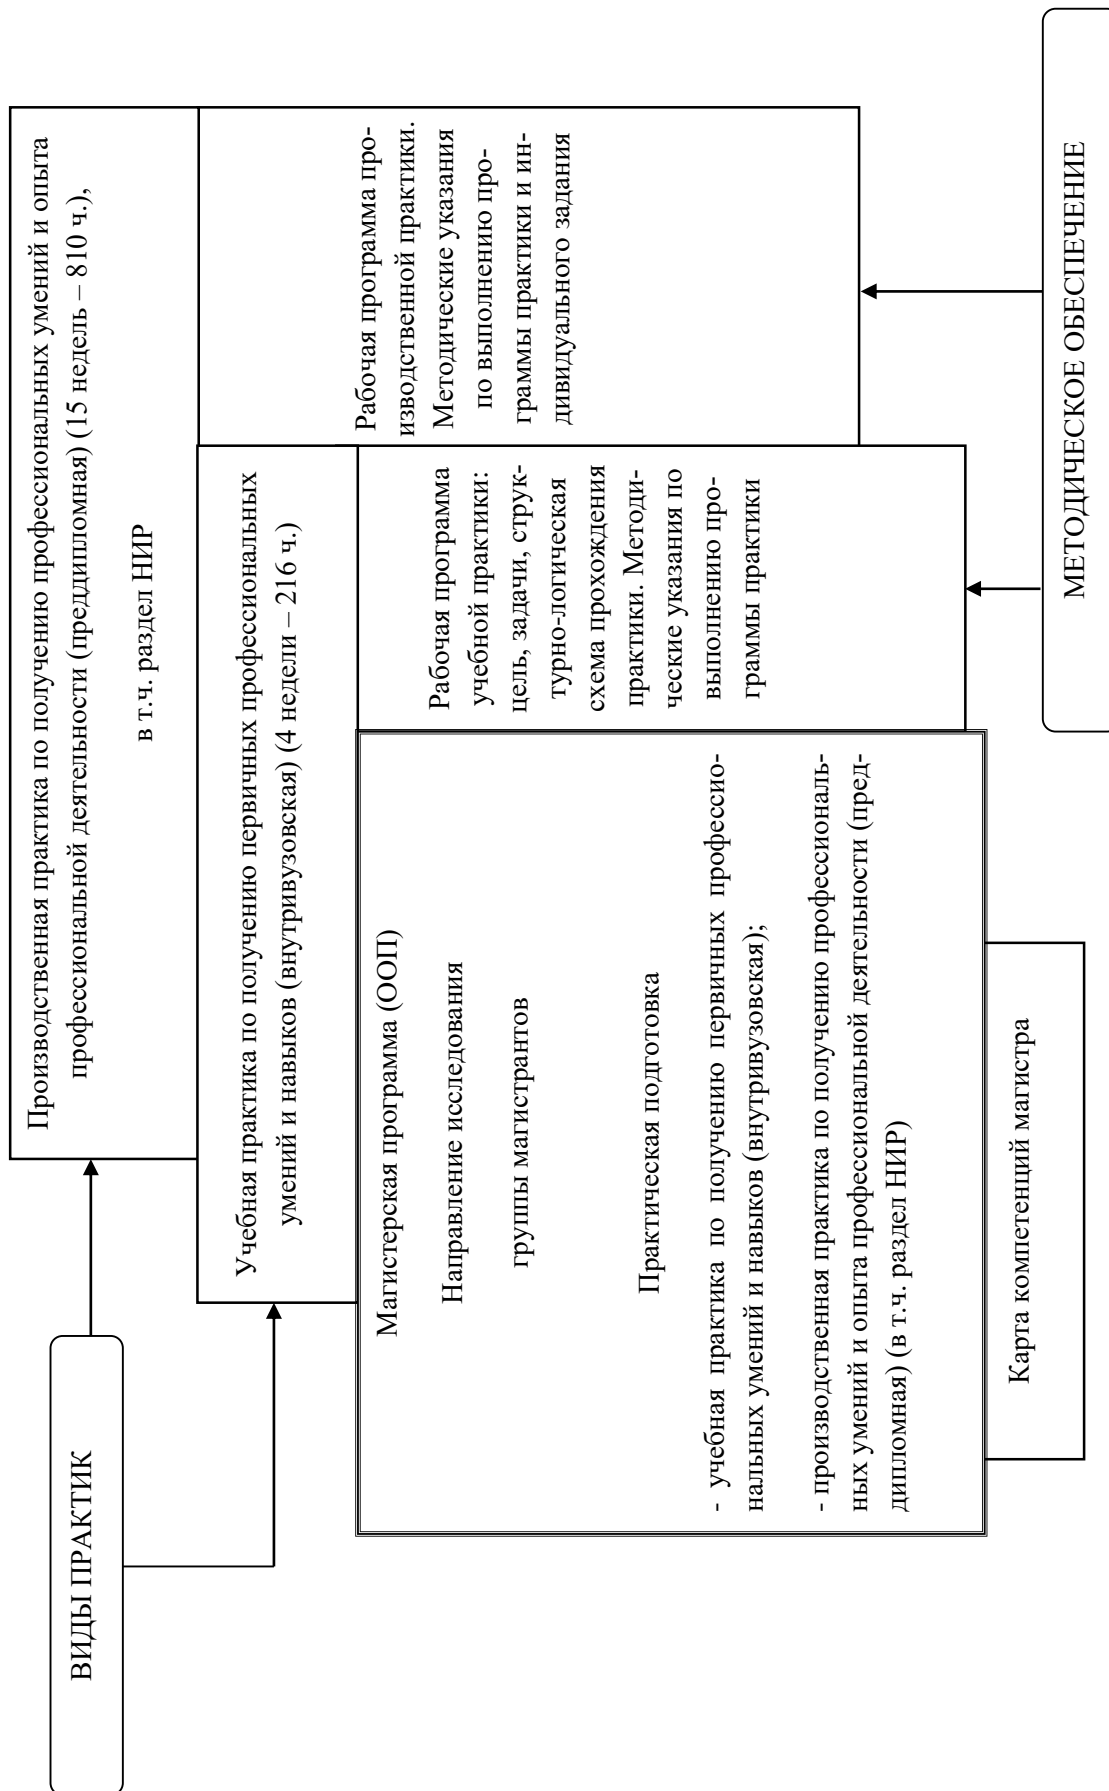 ВИДЫ ПРАКТИК
Производственная практика по получению профессиональных умений и опыта
профессиональной деятельности (преддипломная) (15 недель – 810 ч.),
в т.ч. раздел НИР
Учебная практика по получению первичных профессиональных
умений и навыков (внутривузовская) (4 недели – 216 ч.)
Магистерская программа (ООП)
Направление исследования
группы магистрантов
Практическая подготовка
- учебная практика по получению первичных профессио-
нальных умений и навыков (внутривузовская);
- производственная практика по получению профессиональ-
ных умений и опыта профессиональной деятельности (пред-
дипломная) (в т.ч. раздел НИР)
Карта компетенций магистра
Рабочая программа
учебной практики:
цель, задачи, струк-
турно-логическая
схема прохождения
практики. Методи-
ческие указания по
выполнению про-
граммы практики
Рабочая программа про-
изводственной практики.
Методические указания
по выполнению про-
граммы практики и ин-
дивидуального задания
МЕТОДИЧЕСКОЕ ОБЕСПЕЧЕНИЕ